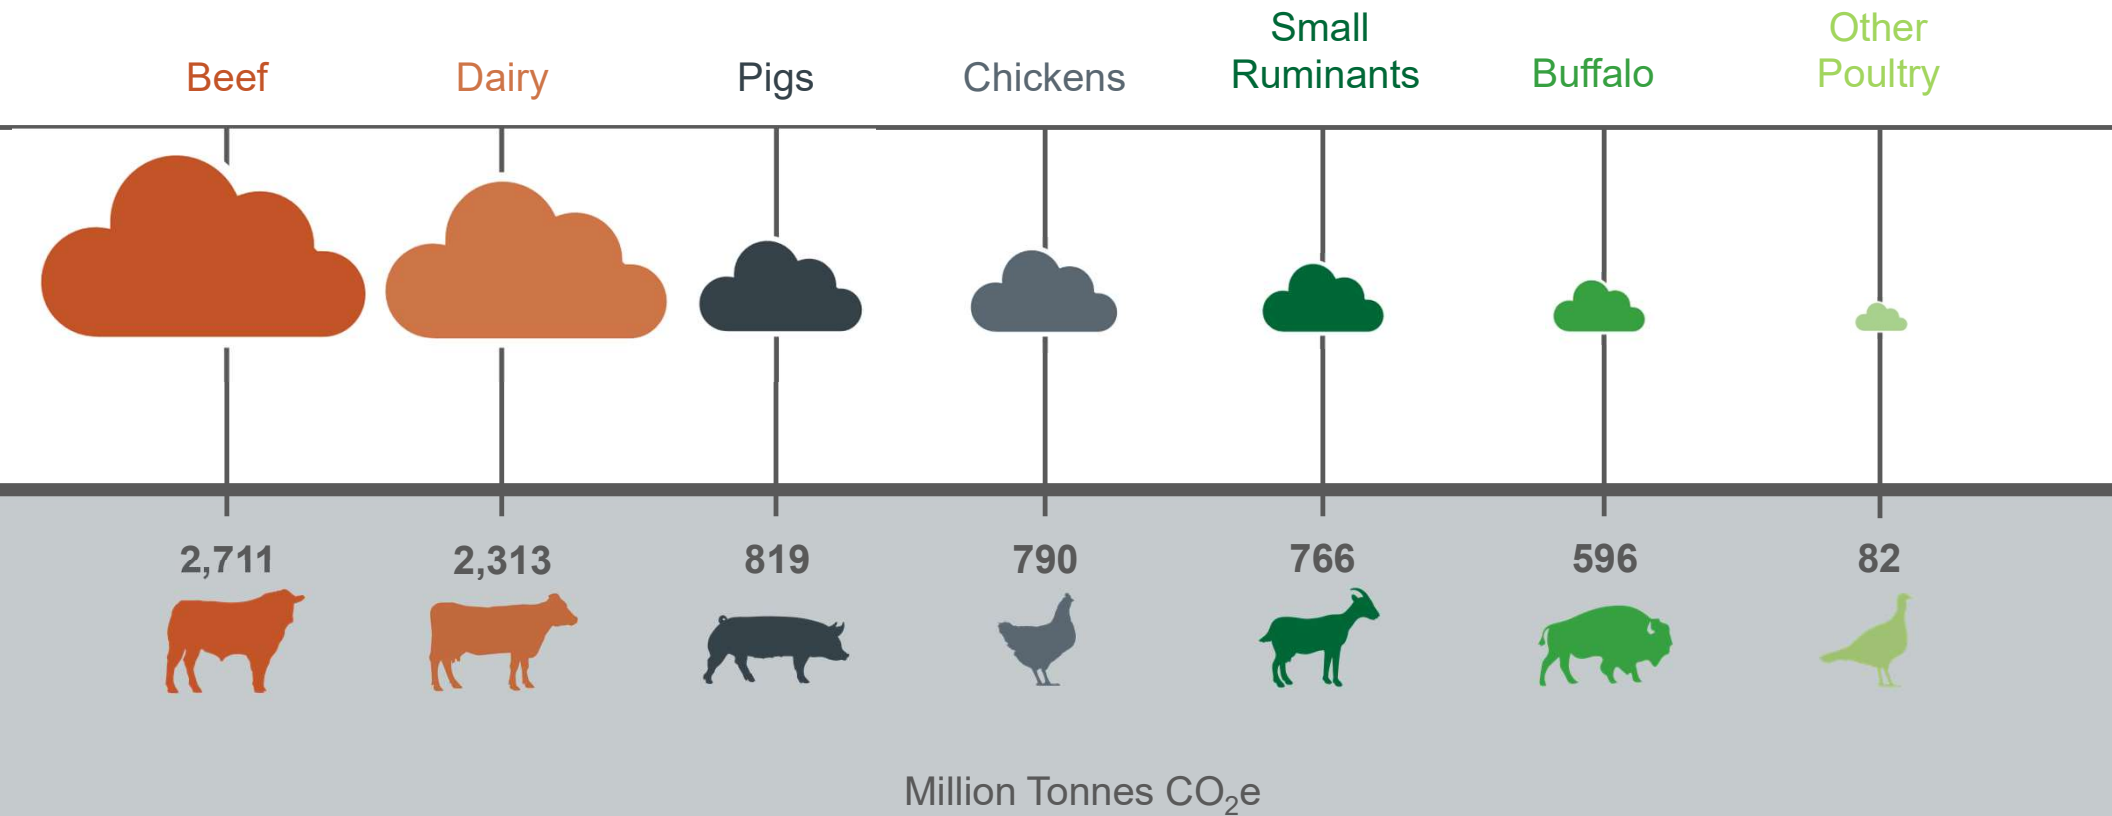 Beef
Dairy
Pigs
Chickens
Small
Ruminants
Buffalo
Other
Poultry
2,711
2,313
819
790
766
596
82
Million Tonnes CO₂e